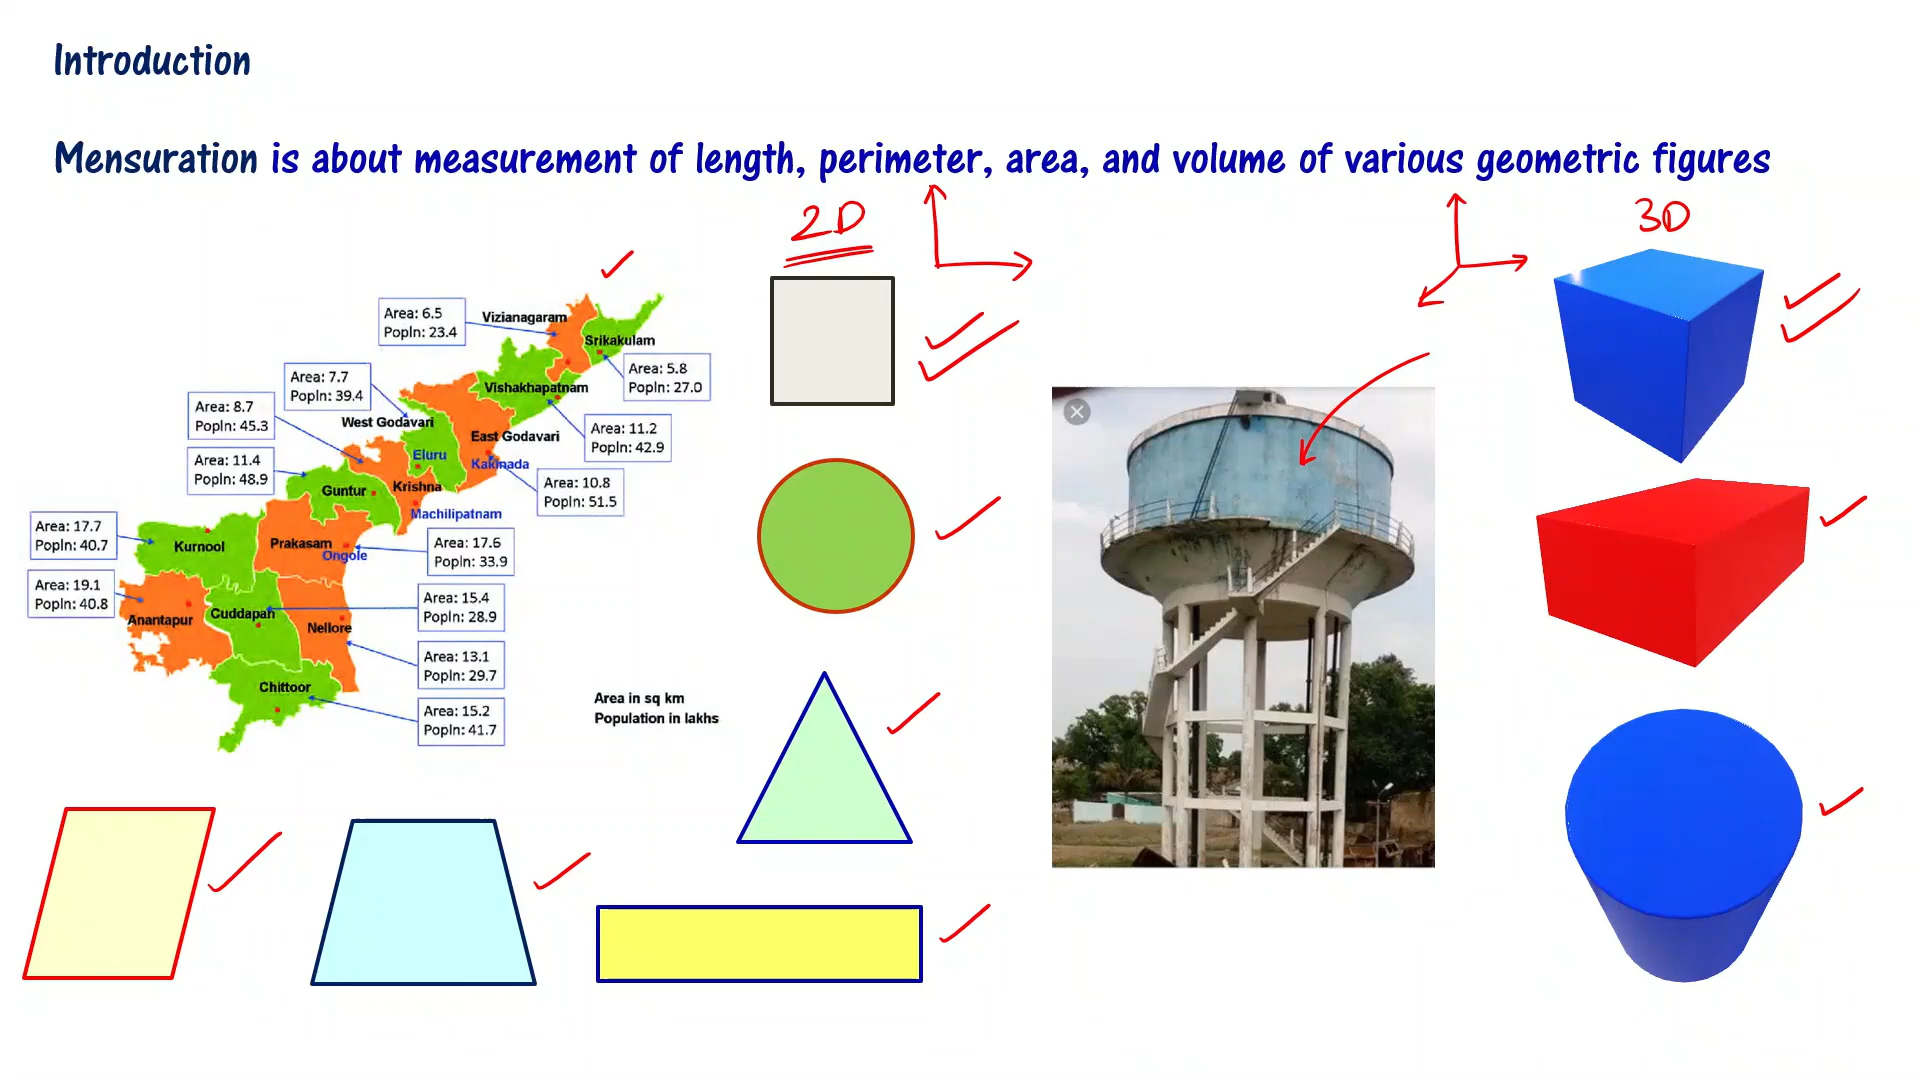 Introduction
Mensuration is about measurement of length, perimeter, area, and volume of various geometric figures
2D
3D
Area: 6.5
Popln: 23.4
Vizianagaram
Srikakulam
Area: 5.8
Popln: 27.0
Area: 7.7
Popln: 39.4
Vishakhapatnam
Area: 8.7
Popln: 45.3
West Godavari
East Godavari
Area: 11.2
Popln: 42.9
Eluru
Kakinada
Area: 11.4
Popln: 48.9
Guntur
Krishna
Area: 10.8
Popln: 51.5
Machilipatnam
Area: 17.7
Popln: 40.7
Kurnool
Prakasam
Ongole
Area: 17.6
Popln: 33.9
Area: 19.1
Popln: 40.8
Anantapur
Cuddapah
Nellore
Area: 15.4
Popln: 28.9
Area: 13.1
Popln: 29.7
Chittoor
Area: 15.2
Popln: 41.7
Area in sq km
Population in lakhs